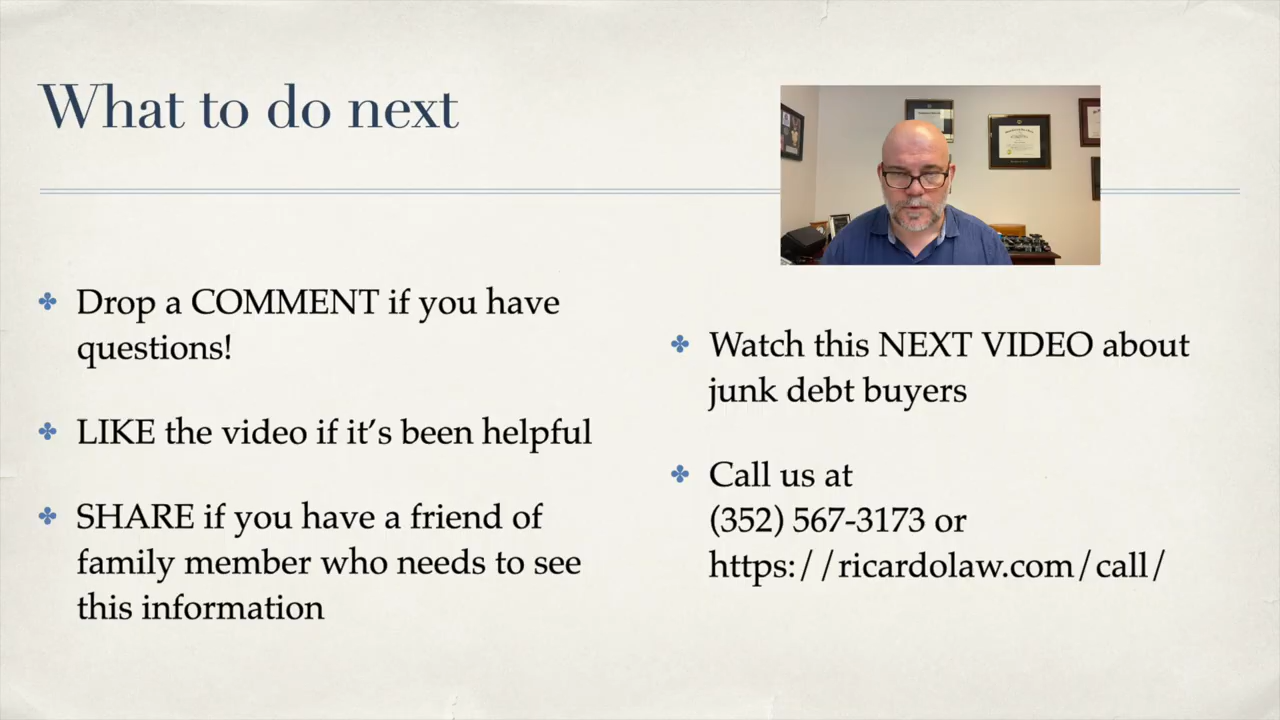 What to do next
Drop a COMMENT if you have
questions!
LIKE the video if it's been helpful
SHARE if you have a friend of
family member who needs to see
this information
Watch this NEXT VIDEO about
junk debt buyers
Call us at
(352) 567-3173 or
https://ricardolaw.com/call/